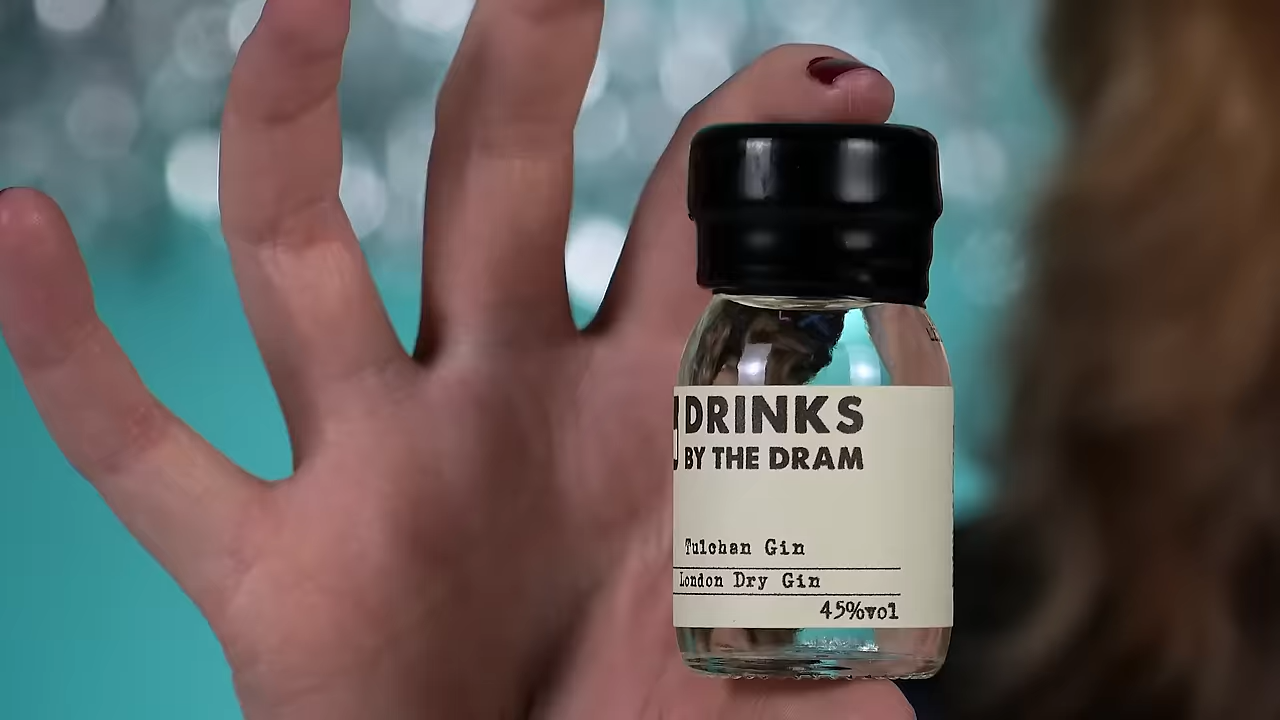 DRINKS
BY THE DRAM
Tulchan Gin
London Dry Gin
45%vol